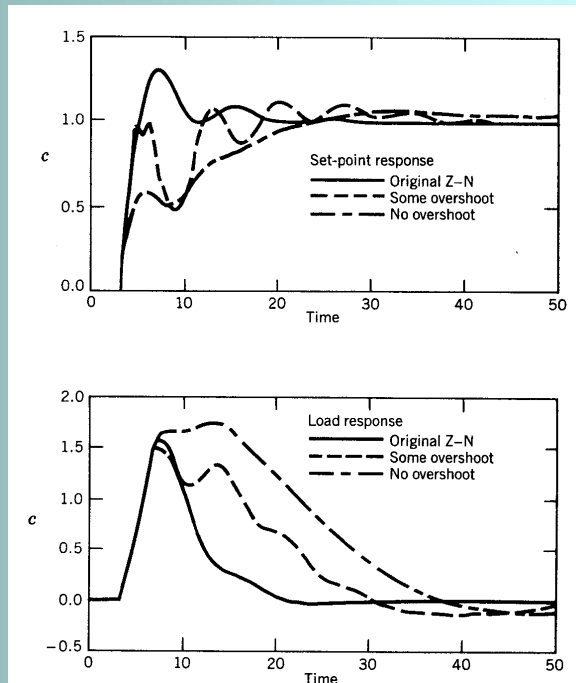 1.5
1.0
c
0.5
0.0
Set-point response
Original Z–N
Some overshoot
No overshoot
0 10 20 30 40 50
Time
2.0
1.5
1.0
c
0.5
0.0
−0.5
Load response
Original Z–N
Some overshoot
No overshoot
0 10 20 30 40 50
Time